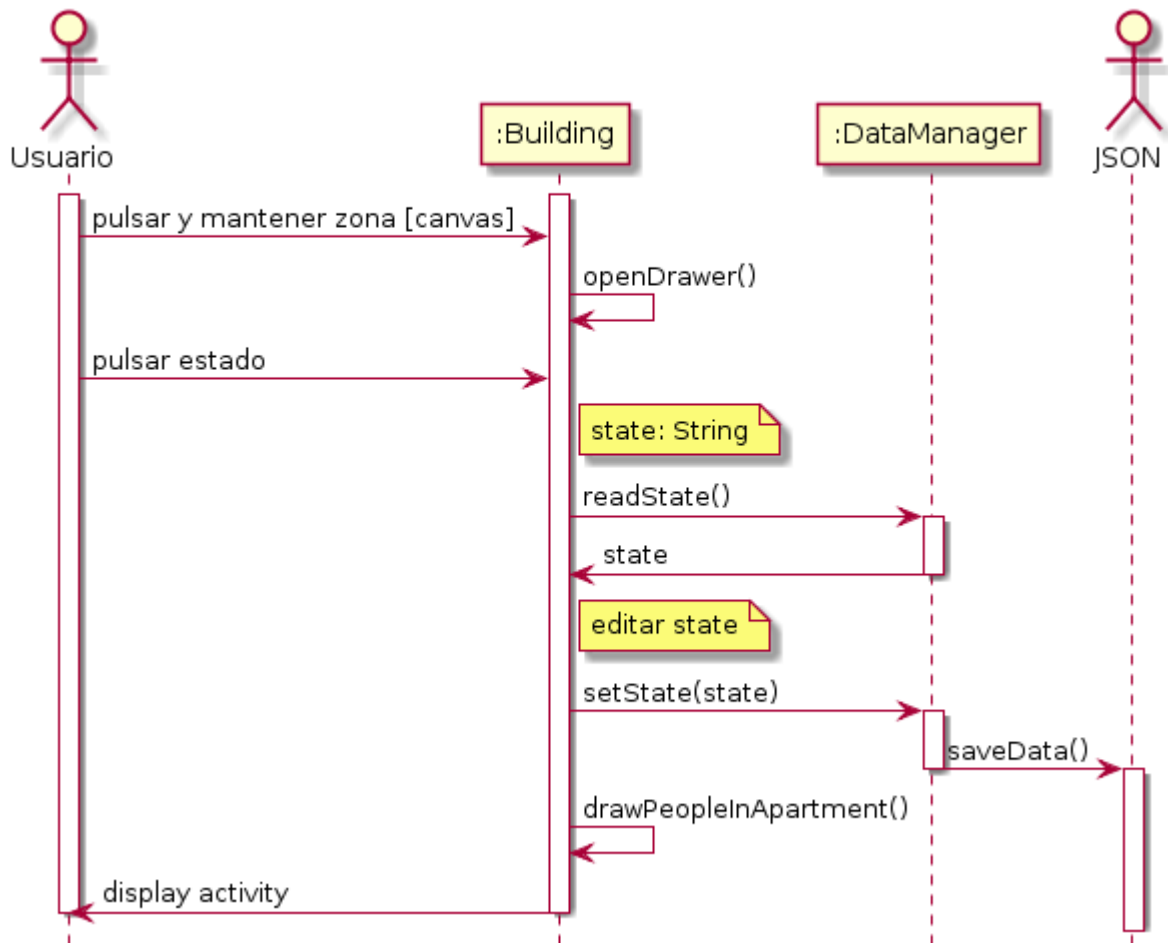 Usuario
:Building
:DataManager
JSON
pulsar y mantener zona [canvas]
openDrawer()
pulsar estado
state: String
readState()
state
editar state
setState(state)
saveData()
drawPeopleInApartment()
display activity